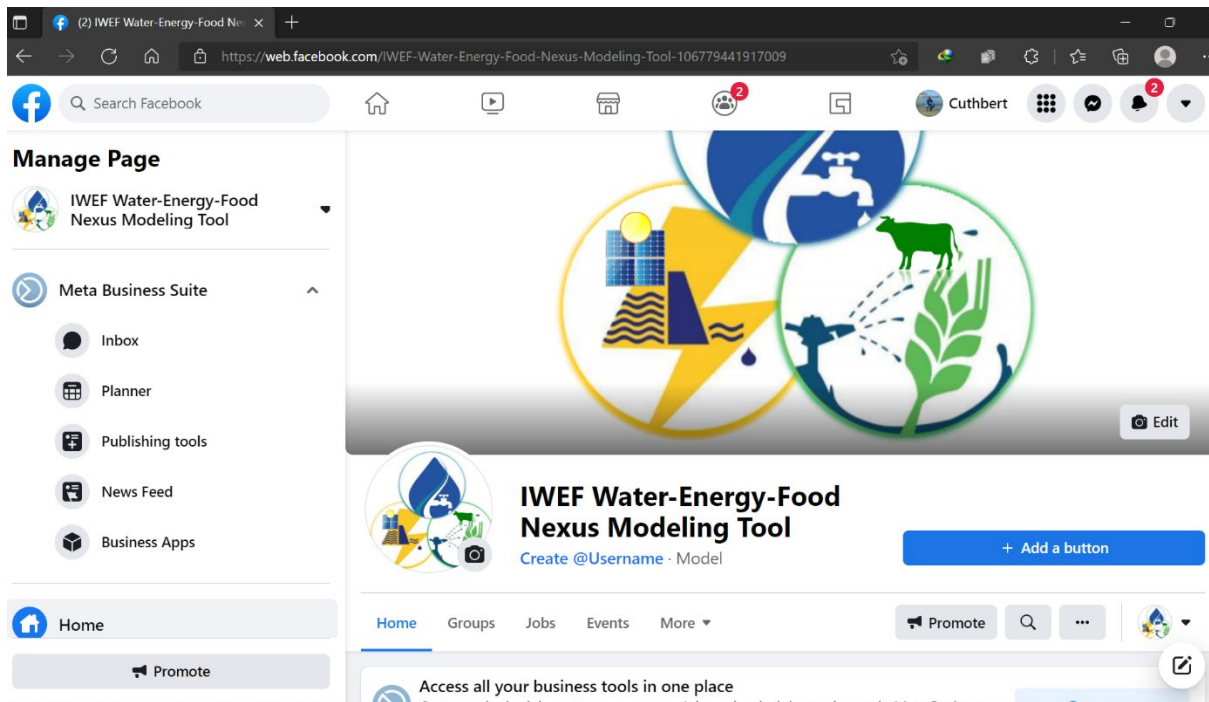 (2) IWEF Water-Energy-Food Ne
https://web.facebook.com/IWEF-Water-Energy-Food-Nexus-Modeling-Tool-106779441917009
Search Facebook
2
Cuthbert
2
Manage Page
IWEF Water-Energy-Food
Nexus Modeling Tool
Meta Business Suite
Inbox
Planner
Publishing tools
News Feed
Business Apps
Home
Promote
Edit
IWEF Water-Energy-Food
Nexus Modeling Tool
Create @Username · Model
+ Add a button
Home Groups Jobs Events More
Promote
Access all your business tools in one place